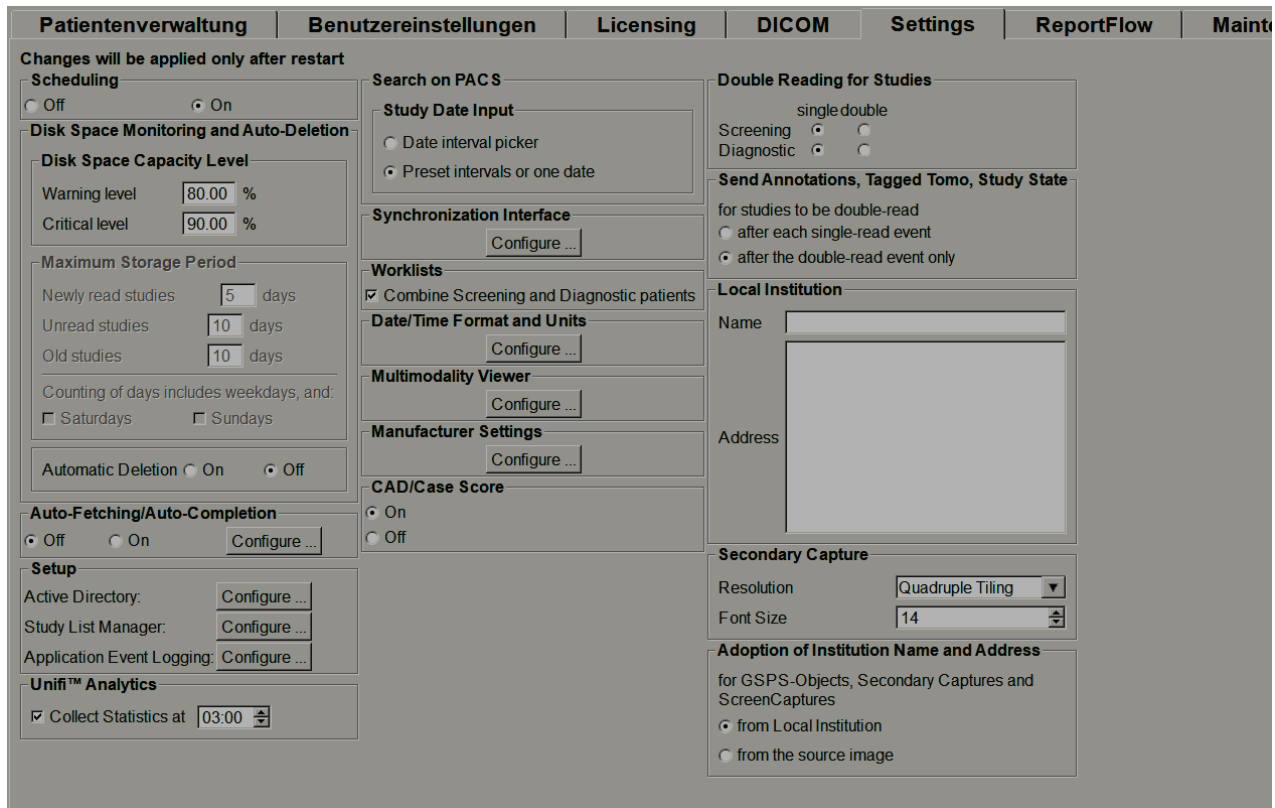 Patientenverwaltung Benutzereinstellungen Licensing DICOM Settings ReportFlow
Changes will be applied only after restart
Scheduling
Off On
Disk Space Monitoring and Auto-Deletion
Disk Space Capacity Level
Warning level 80.00 %
Critical level 90.00 %
Maximum Storage Period
Newly read studies 5 days
Unread studies 10 days
Old studies 10 days
Counting of days includes weekdays, and:
Saturdays Sundays
Automatic Deletion On Off
Auto-Fetching/Auto-Completion
Off On Configure ...
Setup
Active Directory: Configure ...
Study List Manager: Configure ...
Application Event Logging: Configure ...
Unifi™ Analytics
Collect Statistics at 03:00
Search on PACS
Study Date Input
Date interval picker
Preset intervals or one date
Synchronization Interface
Configure ...
Worklists
Combine Screening and Diagnostic patients
Date/Time Format and Units
Configure ...
Multimodality Viewer
Configure ...
Manufacturer Settings
Configure ...
CAD/Case Score
On
Off
Double Reading for Studies
single double
Screening
Diagnostic
Send Annotations, Tagged Tomo, Study State
for studies to be double-read
after each single-read event
after the double-read event only
Local Institution
Name
Address
Secondary Capture
Resolution Quadruple Tiling
Font Size 14
Adoption of Institution Name and Address
for GSPS-Objects, Secondary Captures and
ScreenCaptures
from Local Institution
from the source image